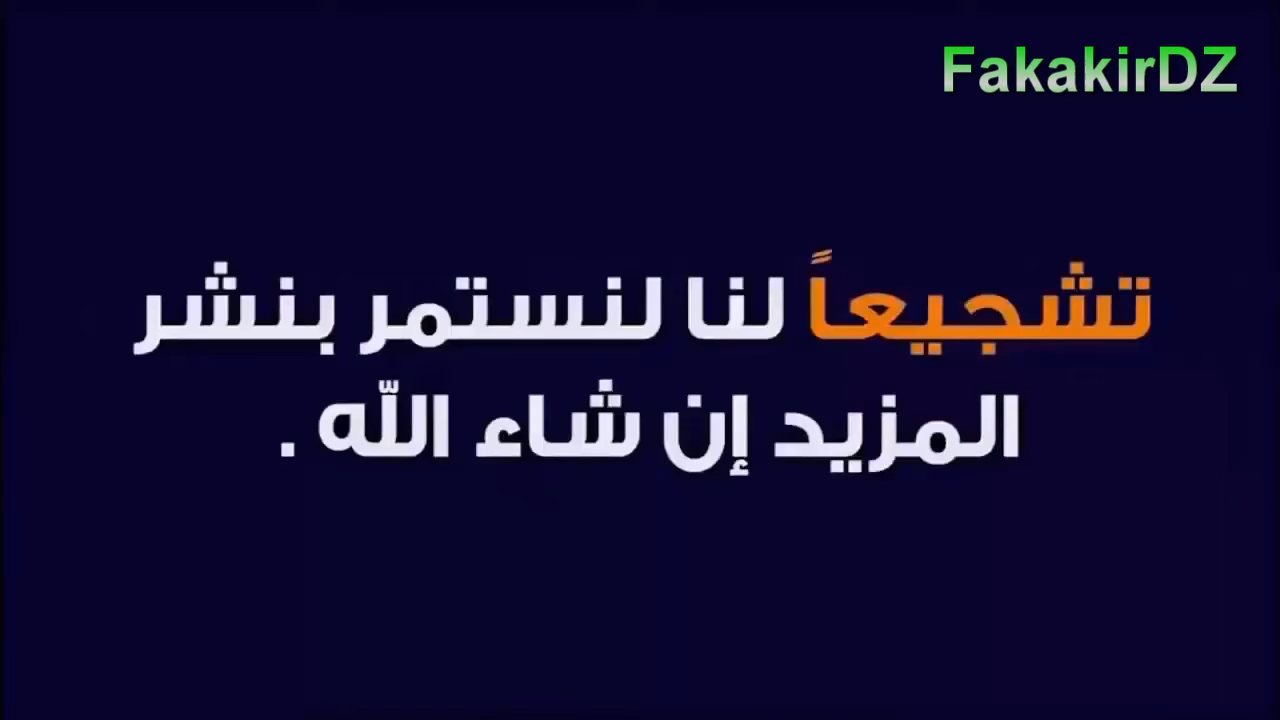 FakakirDZ
تشجيعاً لنا لنستمر بنشر
المزيد إن شاء اللّه .